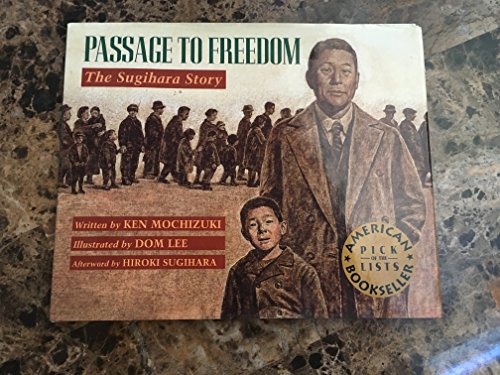 PASSAGE TO FREEDOM
The Sugihara Story
Written by KEN MOCHIZUKI
Illustrated by DOM LEE
Afterword by HIROKI SUGIHARA
AMERICAN
PICK
OF THE
LISTS
BOOKSELLER